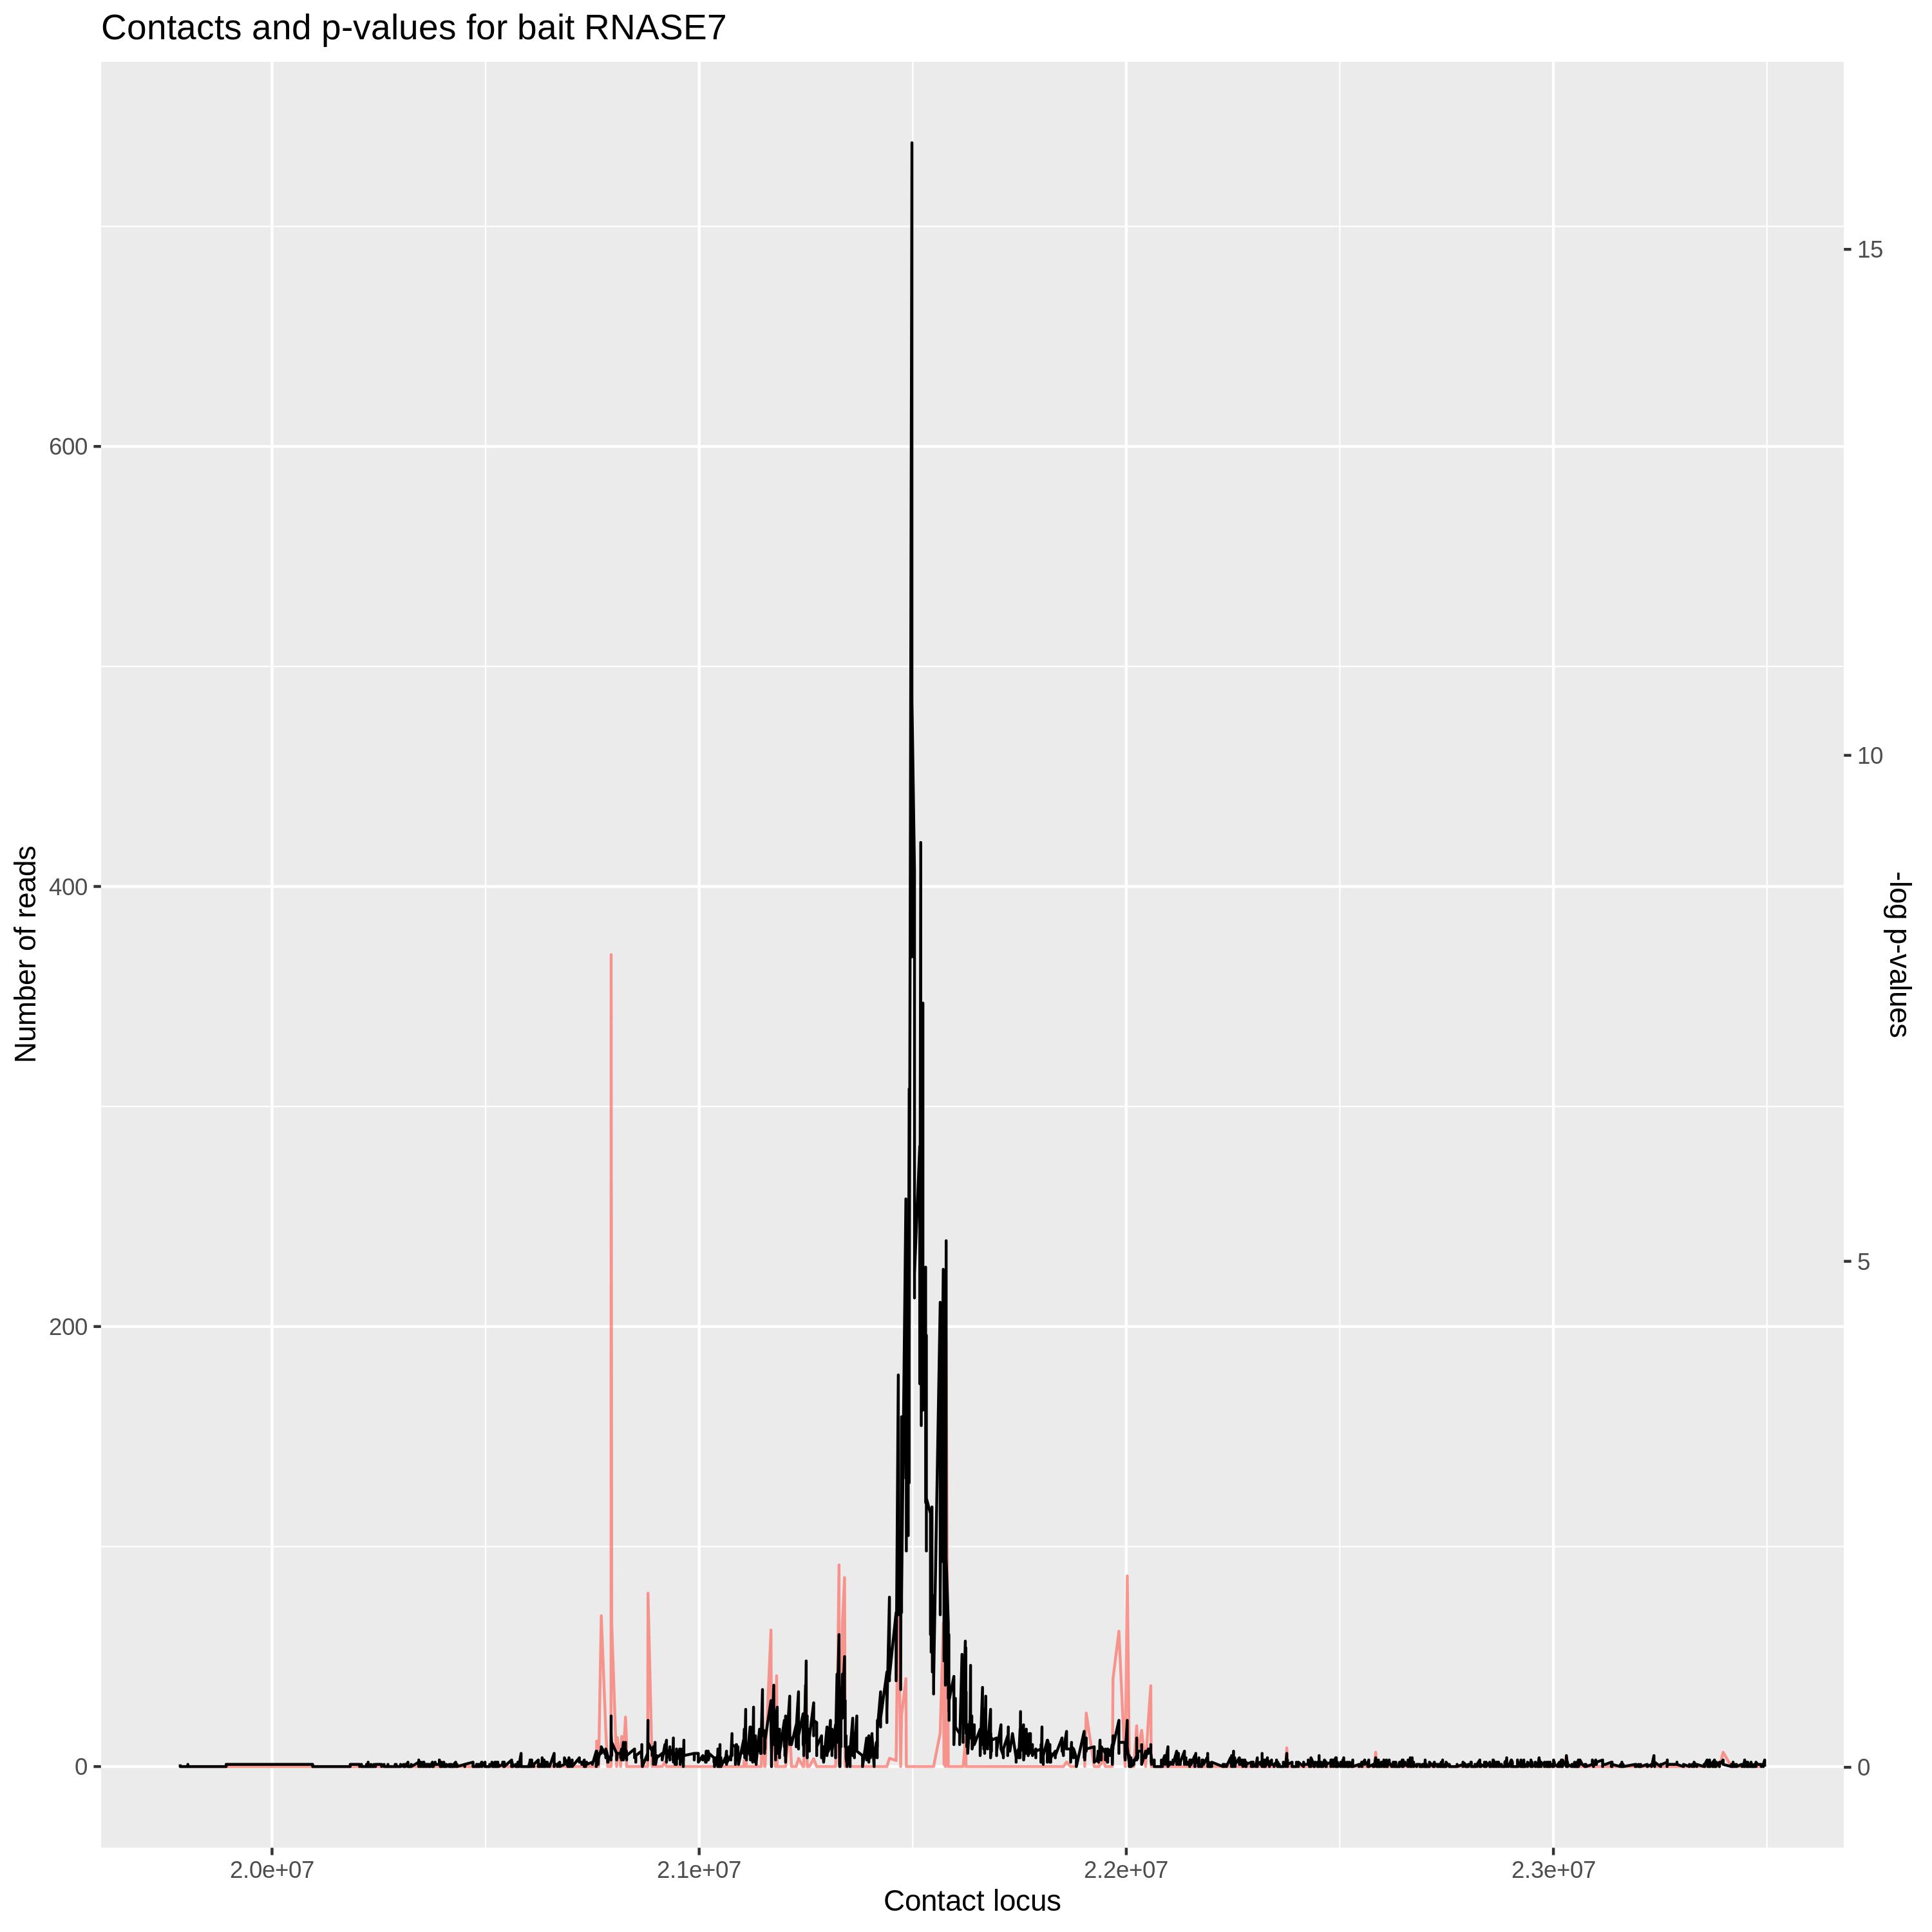 Contacts and p-values for bait RNASE7
600
400
200
0
Number of reads
15
10
5
0
-log p-values
2.0e+07
2.1e+07
2.2e+07
2.3e+07
Contact locus